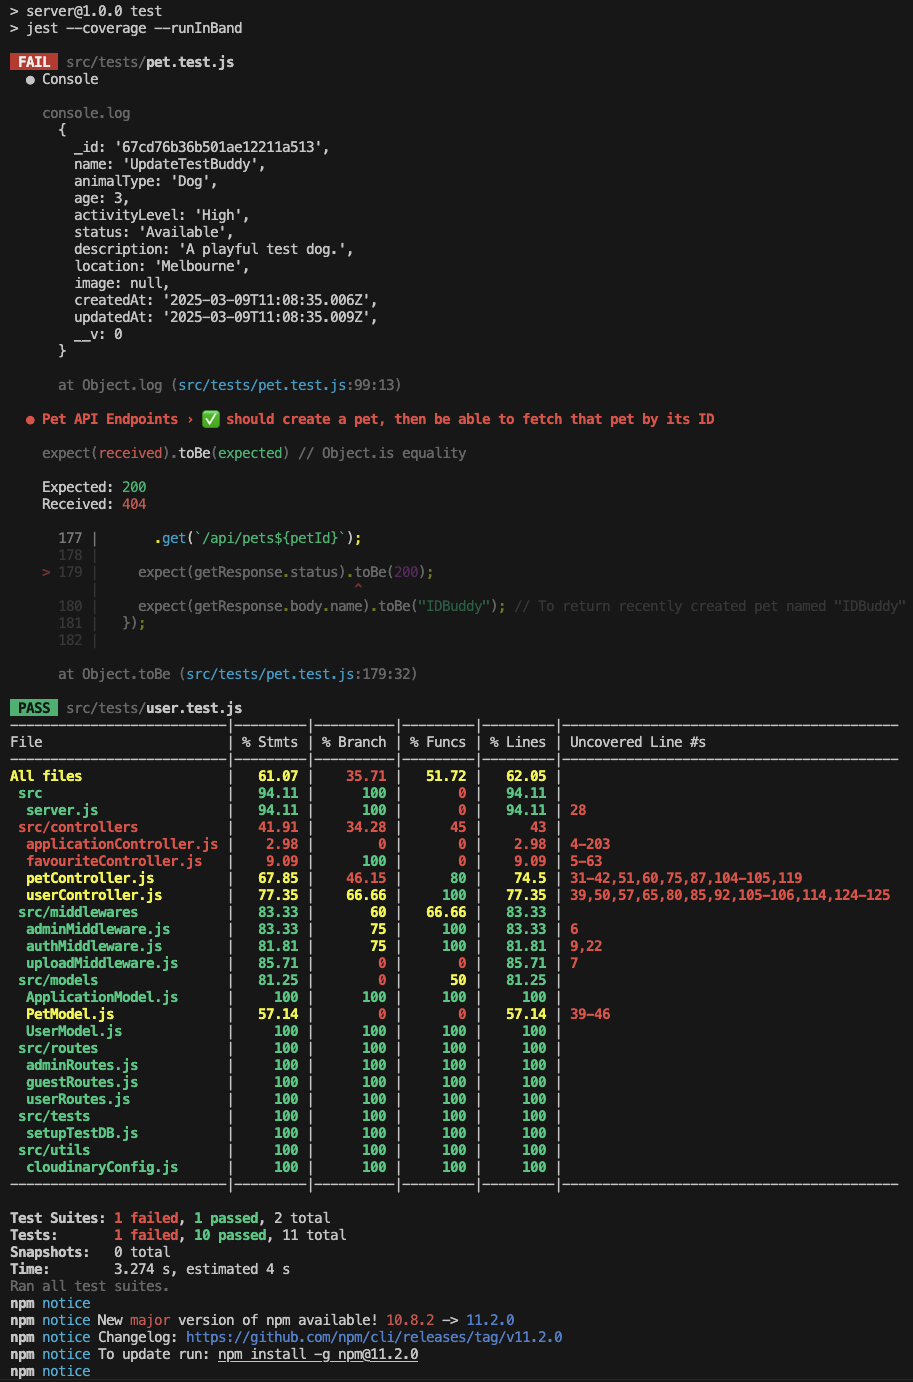 > server@1.0.0 test
> jest --coverage --runInBand
FAIL src/tests/pet.test.js
● Console
console.log
{
_id: '67cd76b36b501ae12211a513',
name: 'UpdateTestBuddy',
animalType: 'Dog',
age: 3,
activityLevel: 'High',
status: 'Available',
description: 'A playful test dog.',
location: 'Melbourne',
image: null,
createdAt: '2025-03-09T11:08:35.006Z',
updatedAt: '2025-03-09T11:08:35.009Z',
__v: 0
}
at Object.log (src/tests/pet.test.js:99:13)
● Pet API Endpoints › ✅ should create a pet, then be able to fetch that pet by its ID
expect(received).toBe(expected) // Object.is equality
Expected: 200
Received: 404
177 |       .get(`/api/pets${petId}`);
178 |
> 179 |     expect(getResponse.status).toBe(200);
|                                ^
180 |     expect(getResponse.body.name).toBe("IDBuddy"); // To return recently created pet named "IDBuddy"
181 |   });
182 |
at Object.toBe (src/tests/pet.test.js:179:32)
PASS src/tests/user.test.js
---------------------------|---------|----------|---------|---------|------------------------------------------
File                       | % Stmts | % Branch | % Funcs | % Lines | Uncovered Line #s
---------------------------|---------|----------|---------|---------|------------------------------------------
All files                  |   61.07 |    35.71 |   51.72 |   62.05 |
src                       |   94.11 |      100 |       0 |   94.11 |
server.js                |   94.11 |      100 |       0 |   94.11 | 28
src/controllers           |   41.91 |    34.28 |      45 |      43 |
applicationController.js |    2.98 |        0 |       0 |    2.98 | 4-203
favouriteController.js   |    9.09 |      100 |       0 |    9.09 | 5-63
petController.js         |   67.85 |    46.15 |      80 |    74.5 | 31-42,51,60,75,87,104-105,119
userController.js        |   77.35 |    66.66 |     100 |   77.35 | 39,50,57,65,80,85,92,105-106,114,124-125
src/middlewares           |   83.33 |       60 |   66.66 |   83.33 |
adminMiddleware.js       |   83.33 |       75 |     100 |   83.33 | 6
authMiddleware.js        |   81.81 |       75 |     100 |   81.81 | 9,22
uploadMiddleware.js      |   85.71 |        0 |       0 |   85.71 | 7
src/models                |   81.25 |        0 |      50 |   81.25 |
ApplicationModel.js      |     100 |      100 |     100 |     100 |
PetModel.js              |   57.14 |        0 |       0 |   57.14 | 39-46
UserModel.js             |     100 |      100 |     100 |     100 |
src/routes                |     100 |      100 |     100 |     100 |
adminRoutes.js           |     100 |      100 |     100 |     100 |
guestRoutes.js           |     100 |      100 |     100 |     100 |
userRoutes.js            |     100 |      100 |     100 |     100 |
src/tests                 |     100 |      100 |     100 |     100 |
setupTestDB.js           |     100 |      100 |     100 |     100 |
src/utils                 |     100 |      100 |     100 |     100 |
cloudinaryConfig.js      |     100 |      100 |     100 |     100 |
---------------------------|---------|----------|---------|---------|------------------------------------------
Test Suites: 1 failed, 1 passed, 2 total
Tests:       1 failed, 10 passed, 11 total
Snapshots:   0 total
Time:        3.274 s, estimated 4 s
Ran all test suites.
npm notice
npm notice New major version of npm available! 10.8.2 -> 11.2.0
npm notice Changelog: https://github.com/npm/cli/releases/tag/v11.2.0
npm notice To update run: npm install -g npm@11.2.0
npm notice